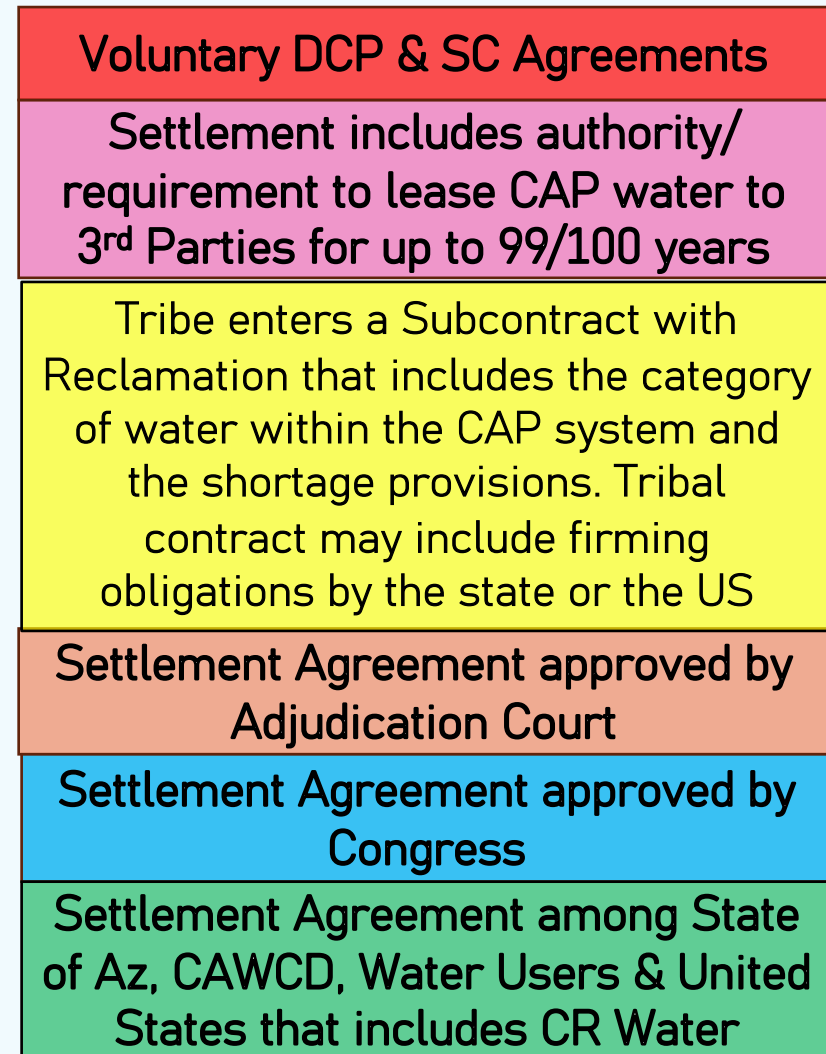 Voluntary DCP & SC Agreements
Settlement includes authority/
requirement to lease CAP water to
3rd Parties for up to 99/100 years
Tribe enters a Subcontract with
Reclamation that includes the category
of water within the CAP system and
the shortage provisions. Tribal
contract may include firming
obligations by the state or the US
Settlement Agreement approved by
Adjudication Court
Settlement Agreement approved by
Congress
Settlement Agreement among State
of Az, CAWCD, Water Users & United
States that includes CR Water